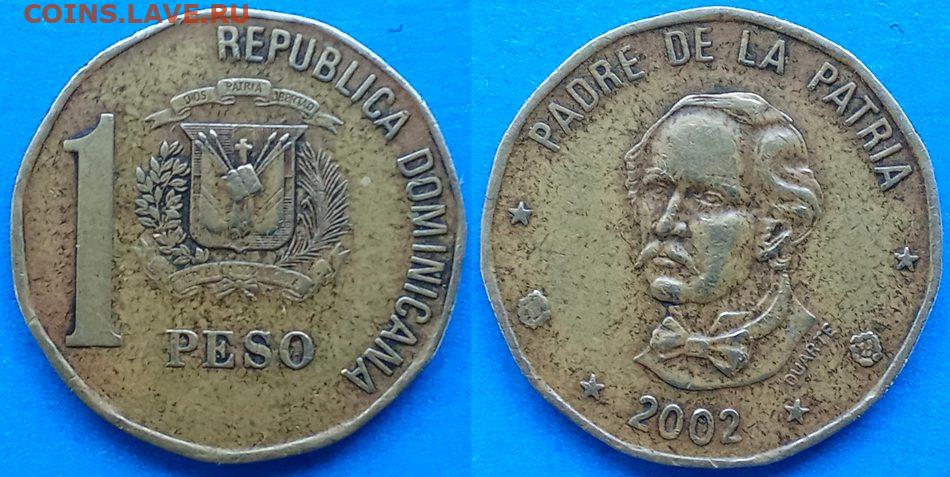 COINS.LAVE.RU
REPUBLICA DOMINICANA
DIOS PATRIA LIBERTAD
1
PESO
PADRE DE LA PATRIA
DUARTE
2002